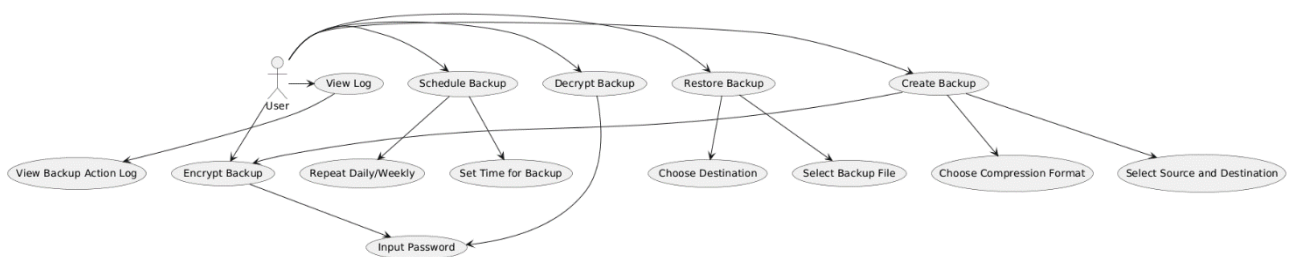 User
View Log
Schedule Backup
Decrypt Backup
Restore Backup
Create Backup
View Backup Action Log
Encrypt Backup
Repeat Daily/Weekly
Set Time for Backup
Choose Destination
Select Backup File
Choose Compression Format
Select Source and Destination
Input Password